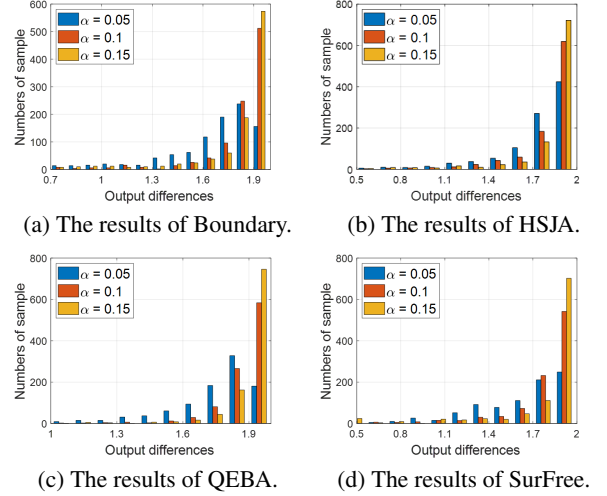 600
500
400
300
200
100
0
0.7 1 1.3 1.6 1.9
Numbers of sample
Output differences
α = 0.05
α = 0.1
α = 0.15
(a) The results of Boundary.
800
600
400
200
0
0.5 0.8 1.1 1.4 1.7 2
Numbers of sample
Output differences
α = 0.05
α = 0.1
α = 0.15
(b) The results of HSJA.
800
600
400
200
0
1 1.3 1.6 1.9
Numbers of sample
Output differences
α = 0.05
α = 0.1
α = 0.15
(c) The results of QEBA.
800
600
400
200
0
0.5 0.8 1.1 1.4 1.7 2
Numbers of sample
Output differences
α = 0.05
α = 0.1
α = 0.15
(d) The results of SurFree.